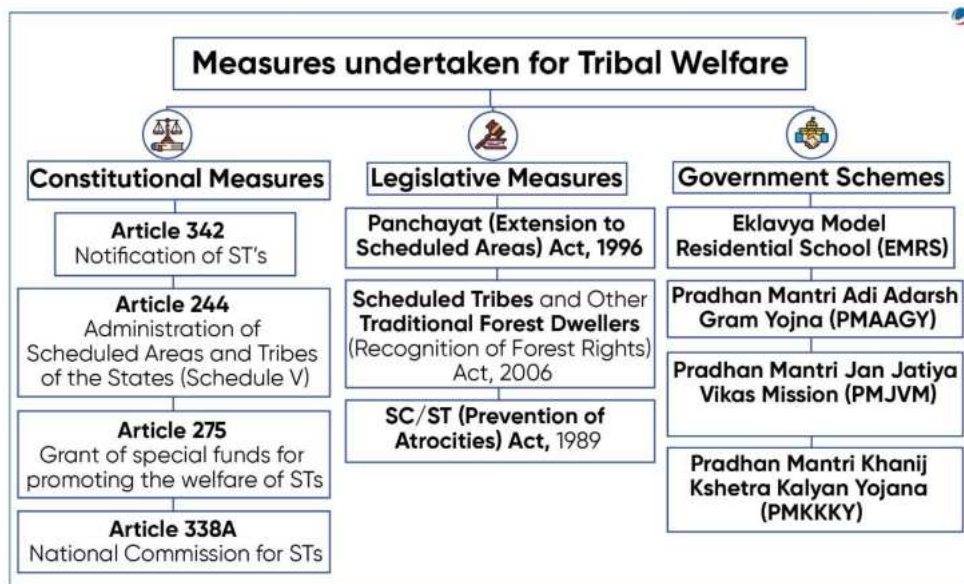 Measures undertaken for Tribal Welfare
Constitutional Measures
Article 342
Notification of ST's
Article 244
Administration of
Scheduled Areas and Tribes
of the States (Schedule V)
Article 275
Grant of special funds for
promoting the welfare of STs
Article 338A
National Commission for STs
Legislative Measures
Panchayat (Extension to
Scheduled Areas) Act, 1996
Scheduled Tribes and Other
Traditional Forest Dwellers
(Recognition of Forest Rights)
Act, 2006
SC/ST (Prevention of
Atrocities) Act, 1989
Government Schemes
Eklavya Model
Residential School (EMRS)
Pradhan Mantri Adi Adarsh
Gram Yojna (PMAAGY)
Pradhan Mantri Jan Jatiya
Vikas Mission (PMJVM)
Pradhan Mantri Khanij
Kshetra Kalyan Yojana
(PMKKKY)